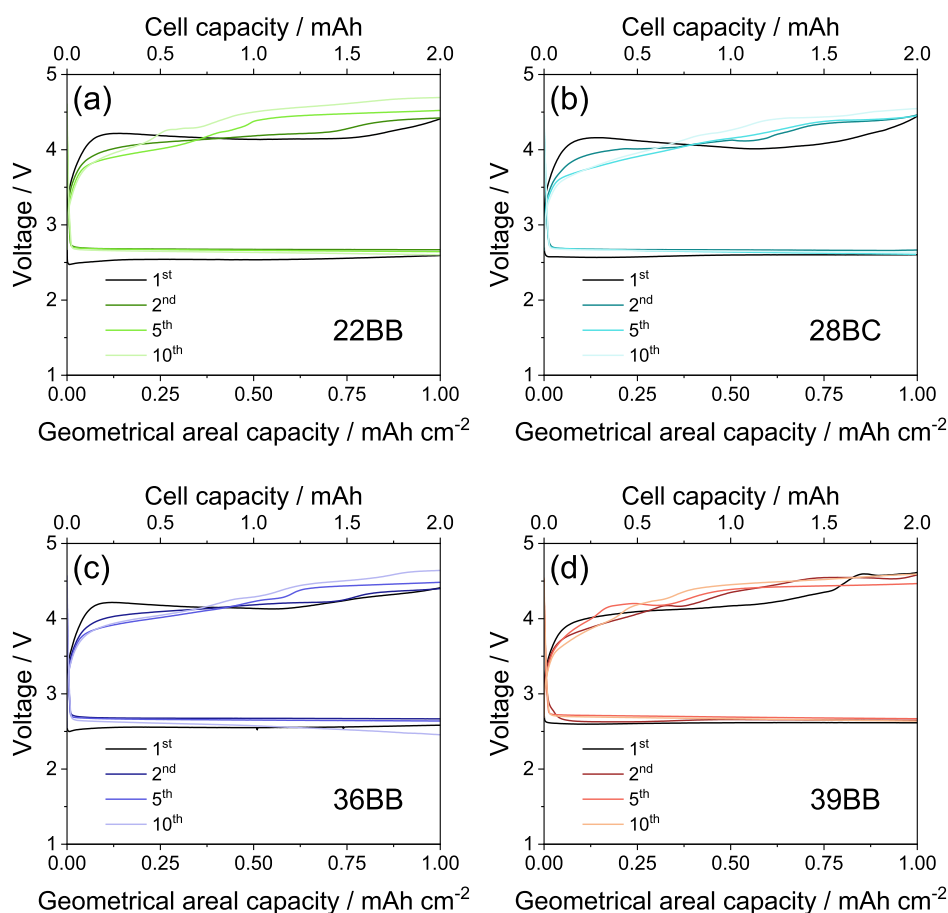 Cell capacity / mAh
0.0 0.5 1.0 1.5 2.0
5
4
3
2
1
Voltage / V
(a)
1st
2nd
5th
10th
22BB
0.00 0.25 0.50 0.75 1.00
Geometrical areal capacity / mAh cm-2
Cell capacity / mAh
0.0 0.5 1.0 1.5 2.0
5
4
3
2
1
Voltage / V
(b)
1st
2nd
5th
10th
28BC
0.00 0.25 0.50 0.75 1.00
Geometrical areal capacity / mAh cm-2
Cell capacity / mAh
0.0 0.5 1.0 1.5 2.0
5
4
3
2
1
Voltage / V
(c)
1st
2nd
5th
10th
36BB
0.00 0.25 0.50 0.75 1.00
Geometrical areal capacity / mAh cm-2
Cell capacity / mAh
0.0 0.5 1.0 1.5 2.0
5
4
3
2
1
Voltage / V
(d)
1st
2nd
5th
10th
39BB
0.00 0.25 0.50 0.75 1.00
Geometrical areal capacity / mAh cm-2